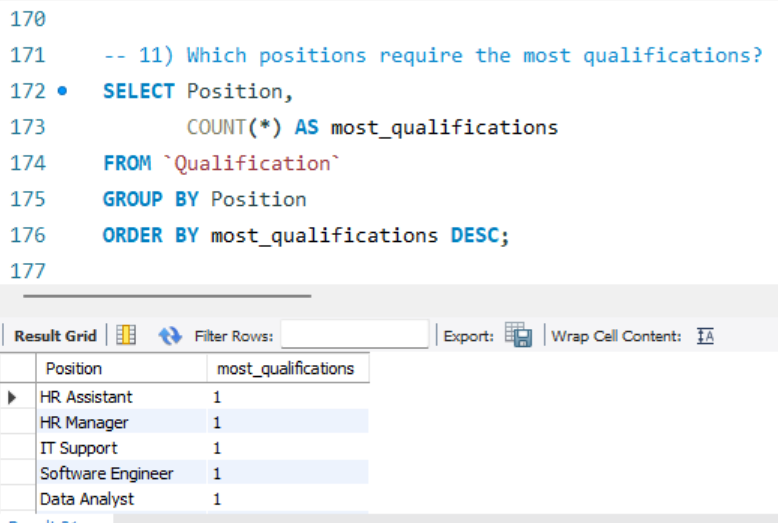 170
171 -- 11) Which positions require the most qualifications?
172 SELECT Position,
173 COUNT(*) AS most_qualifications
174 FROM `Qualification`
175 GROUP BY Position
176 ORDER BY most_qualifications DESC;
177
Result Grid Filter Rows: Export: Wrap Cell Content: IA
Position most_qualifications
HR Assistant 1
HR Manager 1
IT Support 1
Software Engineer 1
Data Analyst 1